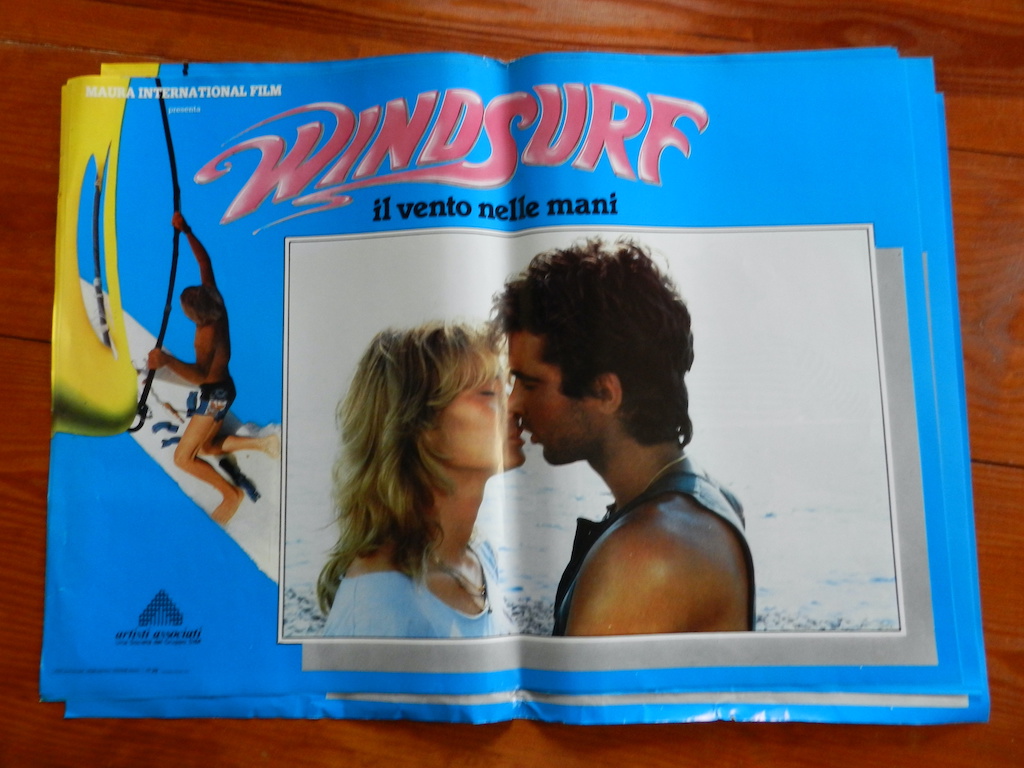 MAURA INTERNATIONAL FILM
presenta
WINDSURF
il vento nelle mani
artisti associati